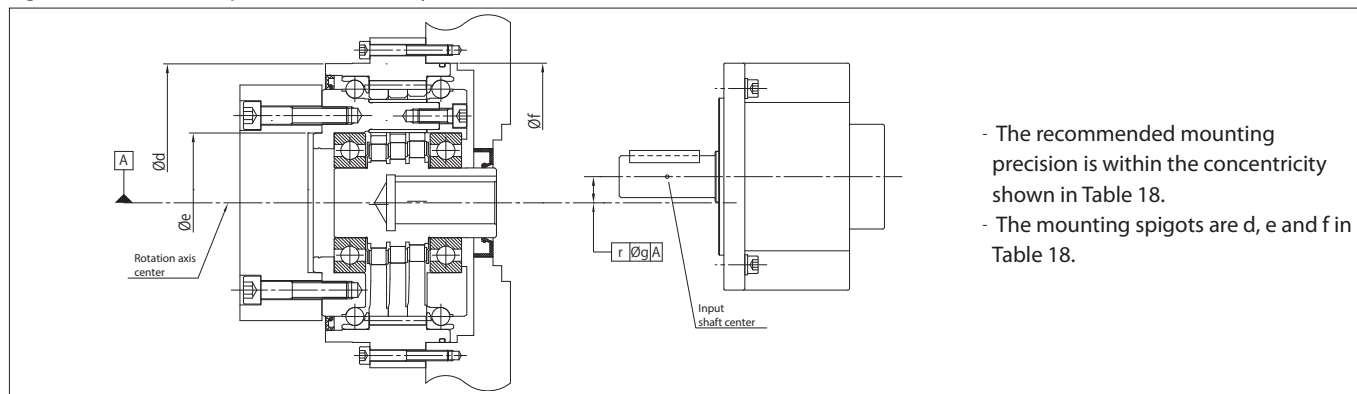 Ød
Øf
A
Øe
Rotation axis
center
r Øg A
Input
shaft center
- The recommended mounting
precision is within the concentricity
shown in Table 18.
- The mounting spigots are d, e and f in
Table 18.